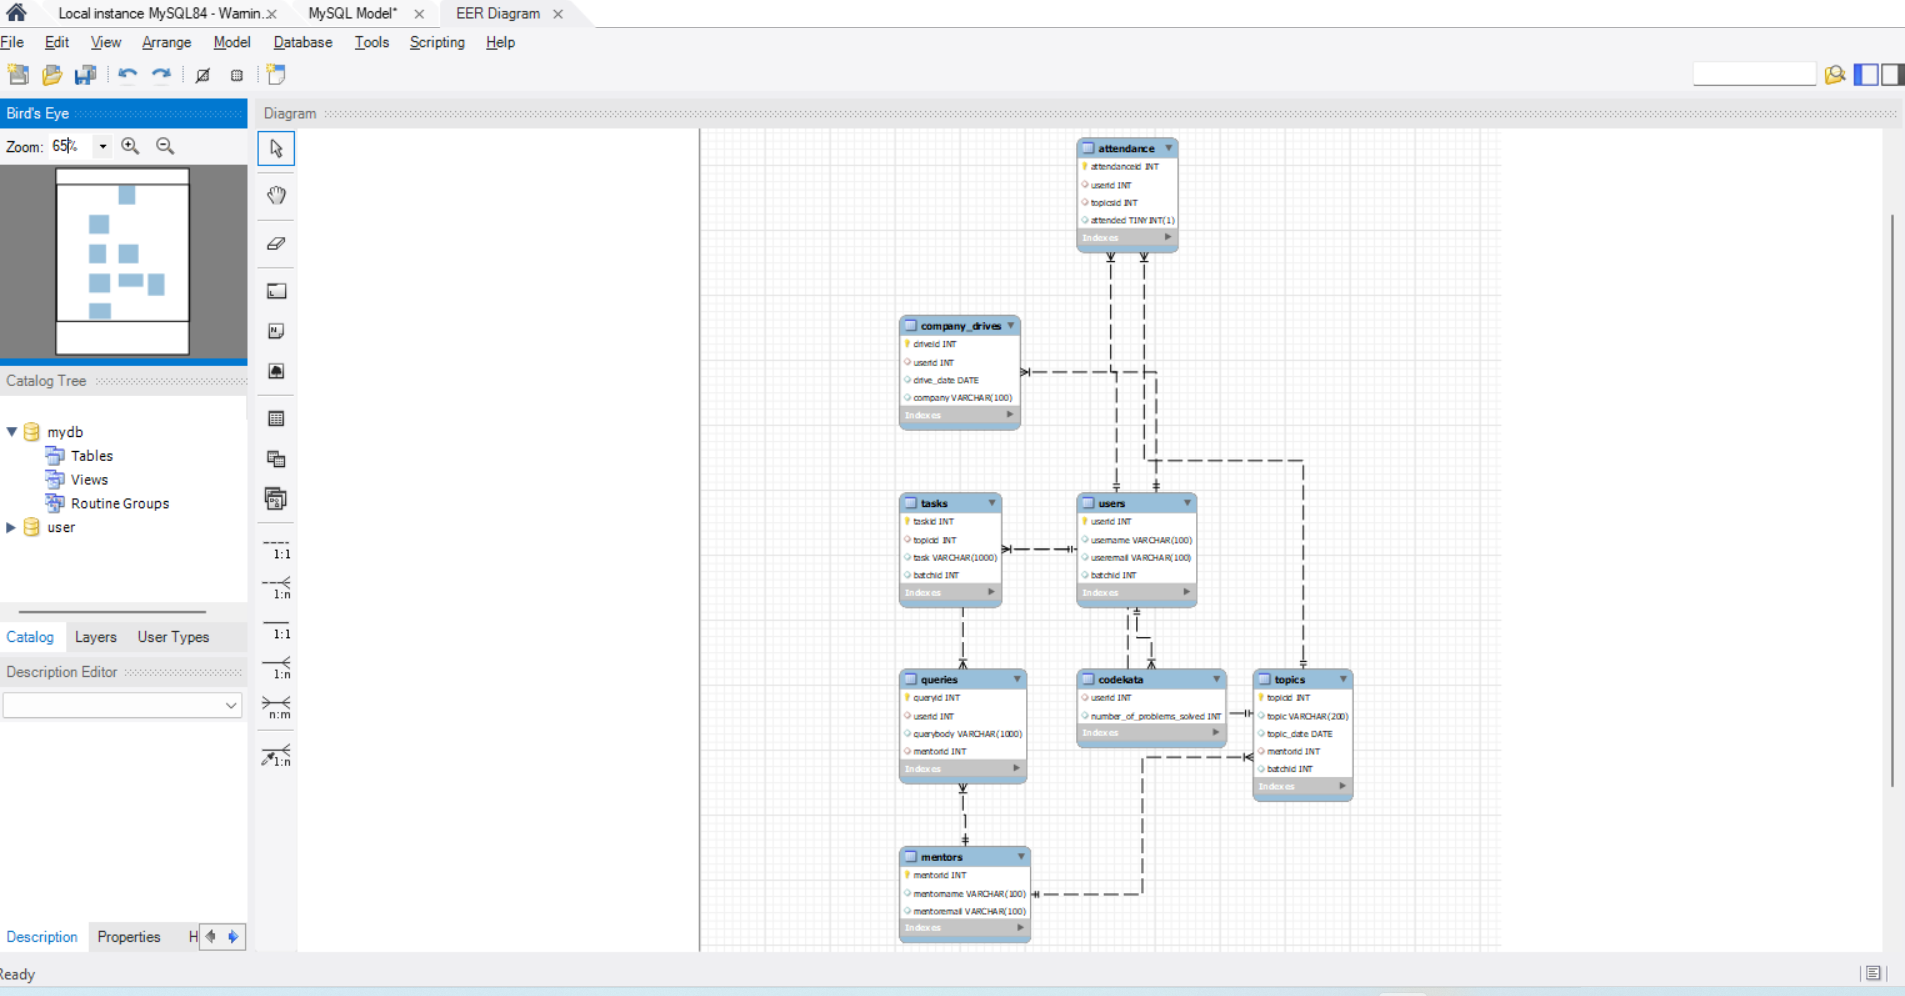 Local instance MySQL84 - Warnin...
MySQL Model*
EER Diagram
File Edit View Arrange Model Database Tools Scripting Help
Bird's Eye
Zoom: 65%
Diagram
attendance
attendanceid INT
userid INT
topicsid INT
attended TINYINT(1)
Indexes
company_drives
driveid INT
userid INT
drive_date DATE
company VARCHAR(100)
Indexes
tasks
taskid INT
topicid INT
task VARCHAR(1000)
batchid INT
Indexes
users
userid INT
username VARCHAR(100)
useremail VARCHAR(100)
batchid INT
Indexes
queries
queryid INT
userid INT
querybody VARCHAR(1000)
mentorid INT
Indexes
codekata
userid INT
number_of_problems_solved INT
Indexes
topics
topicid INT
topic VARCHAR(200)
topic_date DATE
mentorid INT
batchid INT
Indexes
mentors
mentorid INT
mentorname VARCHAR(100)
mentoremail VARCHAR(100)
Indexes
1:1
1:n
1:1
1:n
n:m
1:n
Catalog Tree
mydb
Tables
Views
Routine Groups
user
Catalog Layers User Types
Description Editor
Description Properties H
Ready